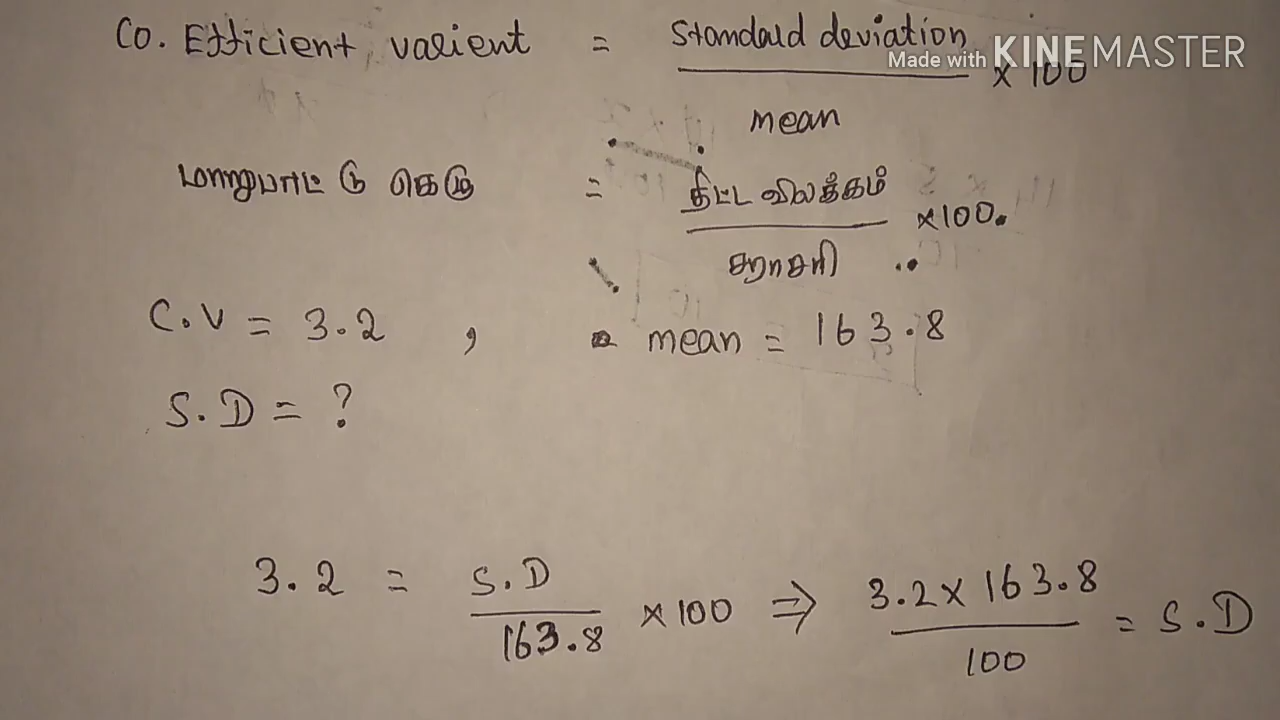 Co. Efficient varient = Standard deviation / mean × 100
Made with KINEMASTER
மாறுபாட்டு கெழு = திட்ட விலக்கம் / சராசரி ×100.
C.V = 3.2 , mean = 163.8
S.D = ?
3.2 = S.D / 163.8 × 100 ⇒ 3.2 × 163.8 / 100 = S.D